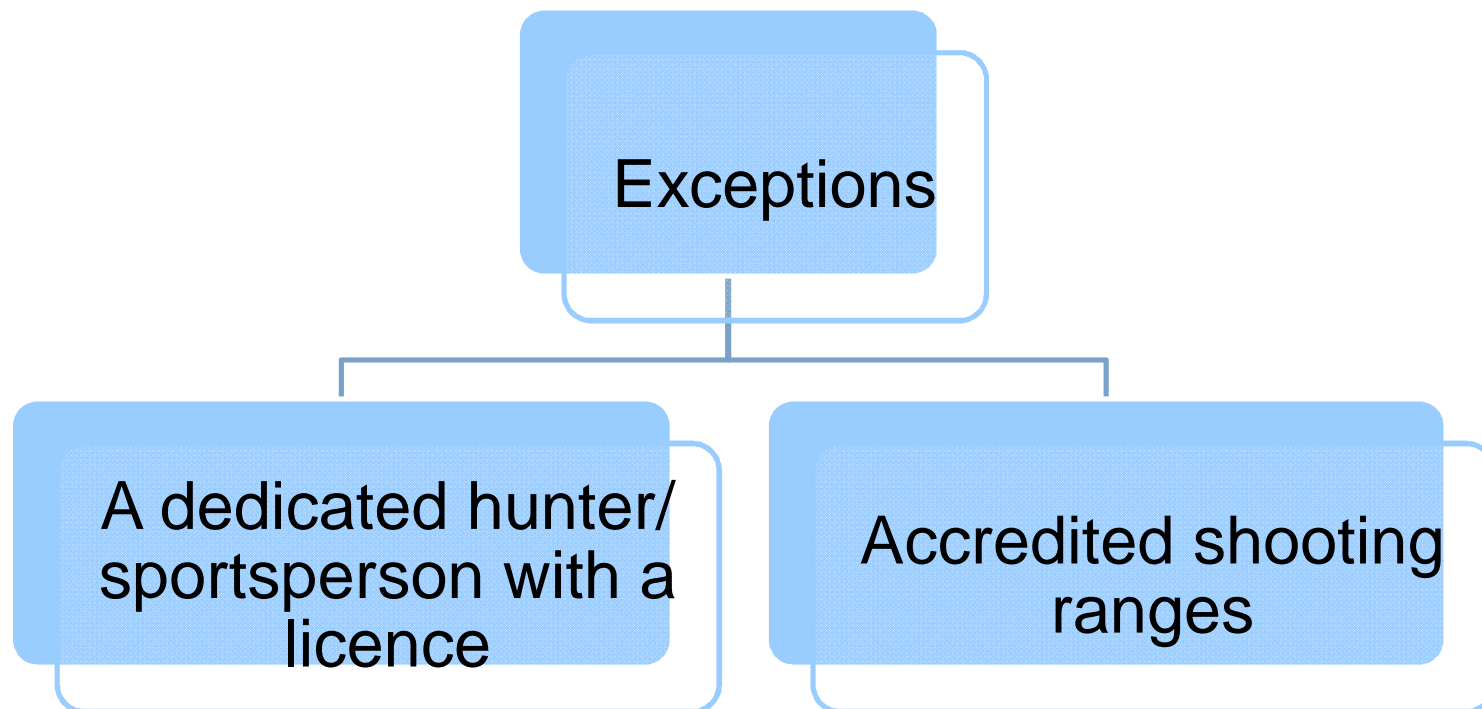 Exceptions
A dedicated hunter/
sportsperson with a
licence
Accredited shooting
ranges